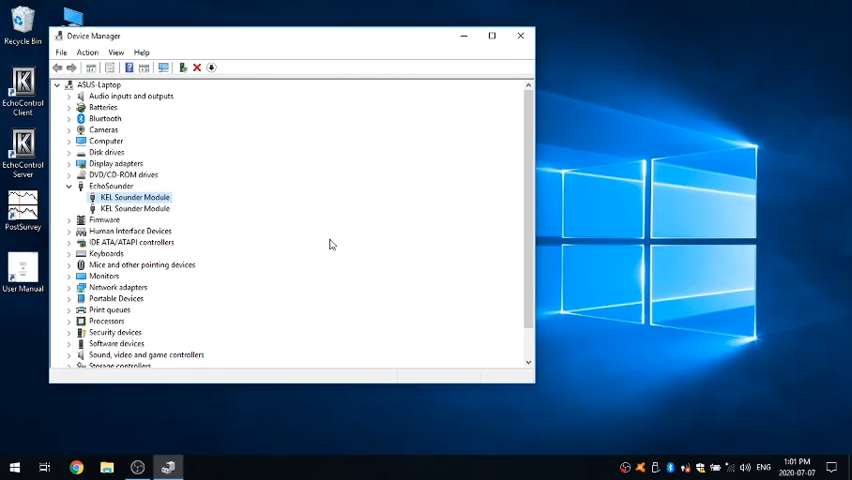 Device Manager
File Action View Help
ASUS-Laptop
Audio inputs and outputs
Batteries
Bluetooth
Cameras
Computer
Disk drives
Display adapters
DVD/CD-ROM drives
EchoSounder
KEL Sounder Module
KEL Sounder Module
Firmware
Human Interface Devices
IDE ATA/ATAPI controllers
Keyboards
Mice and other pointing devices
Monitors
Network adapters
Portable Devices
Print queues
Processors
Security devices
Software devices
Sound, video and game controllers
Storage controllers
Recycle Bin
EchoControl
Client
EchoControl
Server
PostSurvey
User Manual
ENG
1:01 PM
2020-07-07